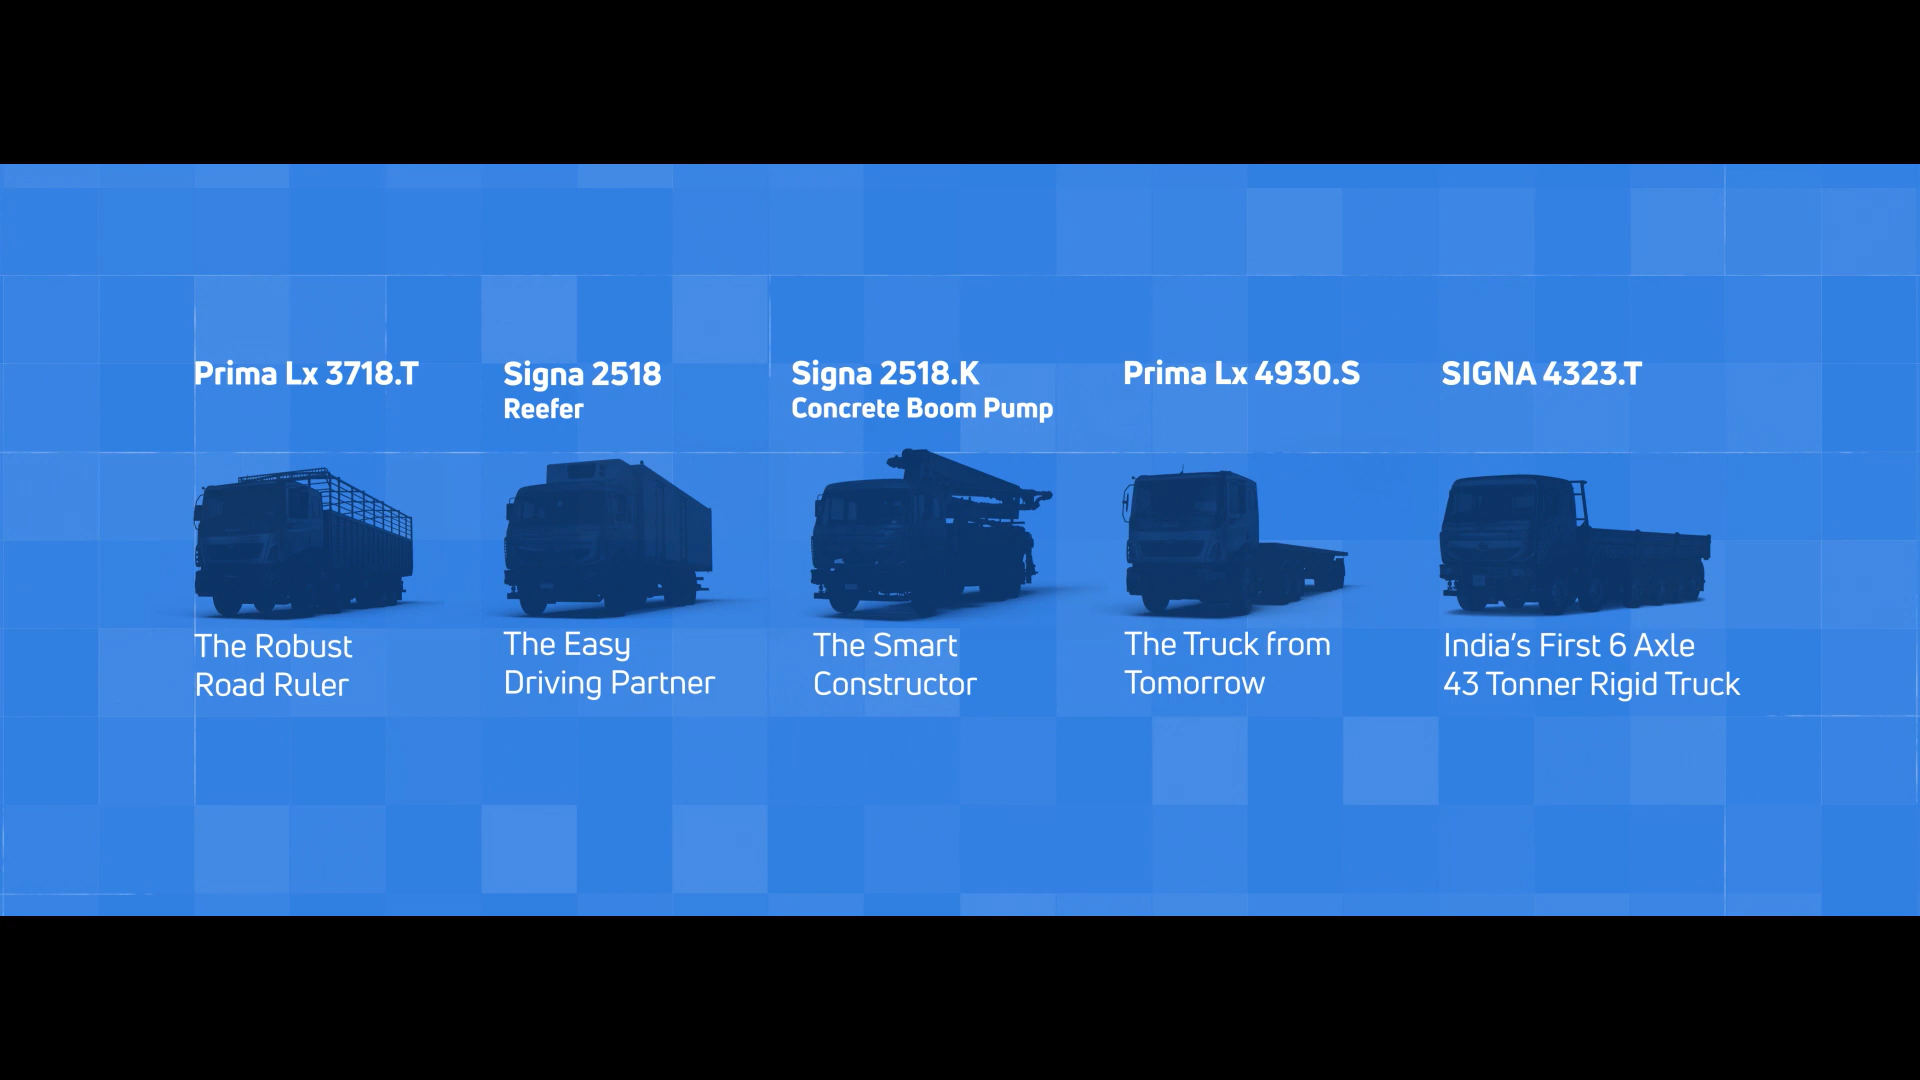 Prima Lx 3718.T
The Robust
Road Ruler
Signa 2518
Reefer
The Easy
Driving Partner
Signa 2518.K
Concrete Boom Pump
The Smart
Constructor
Prima Lx 4930.S
The Truck from
Tomorrow
SIGNA 4323.T
India's First 6 Axle
43 Tonner Rigid Truck